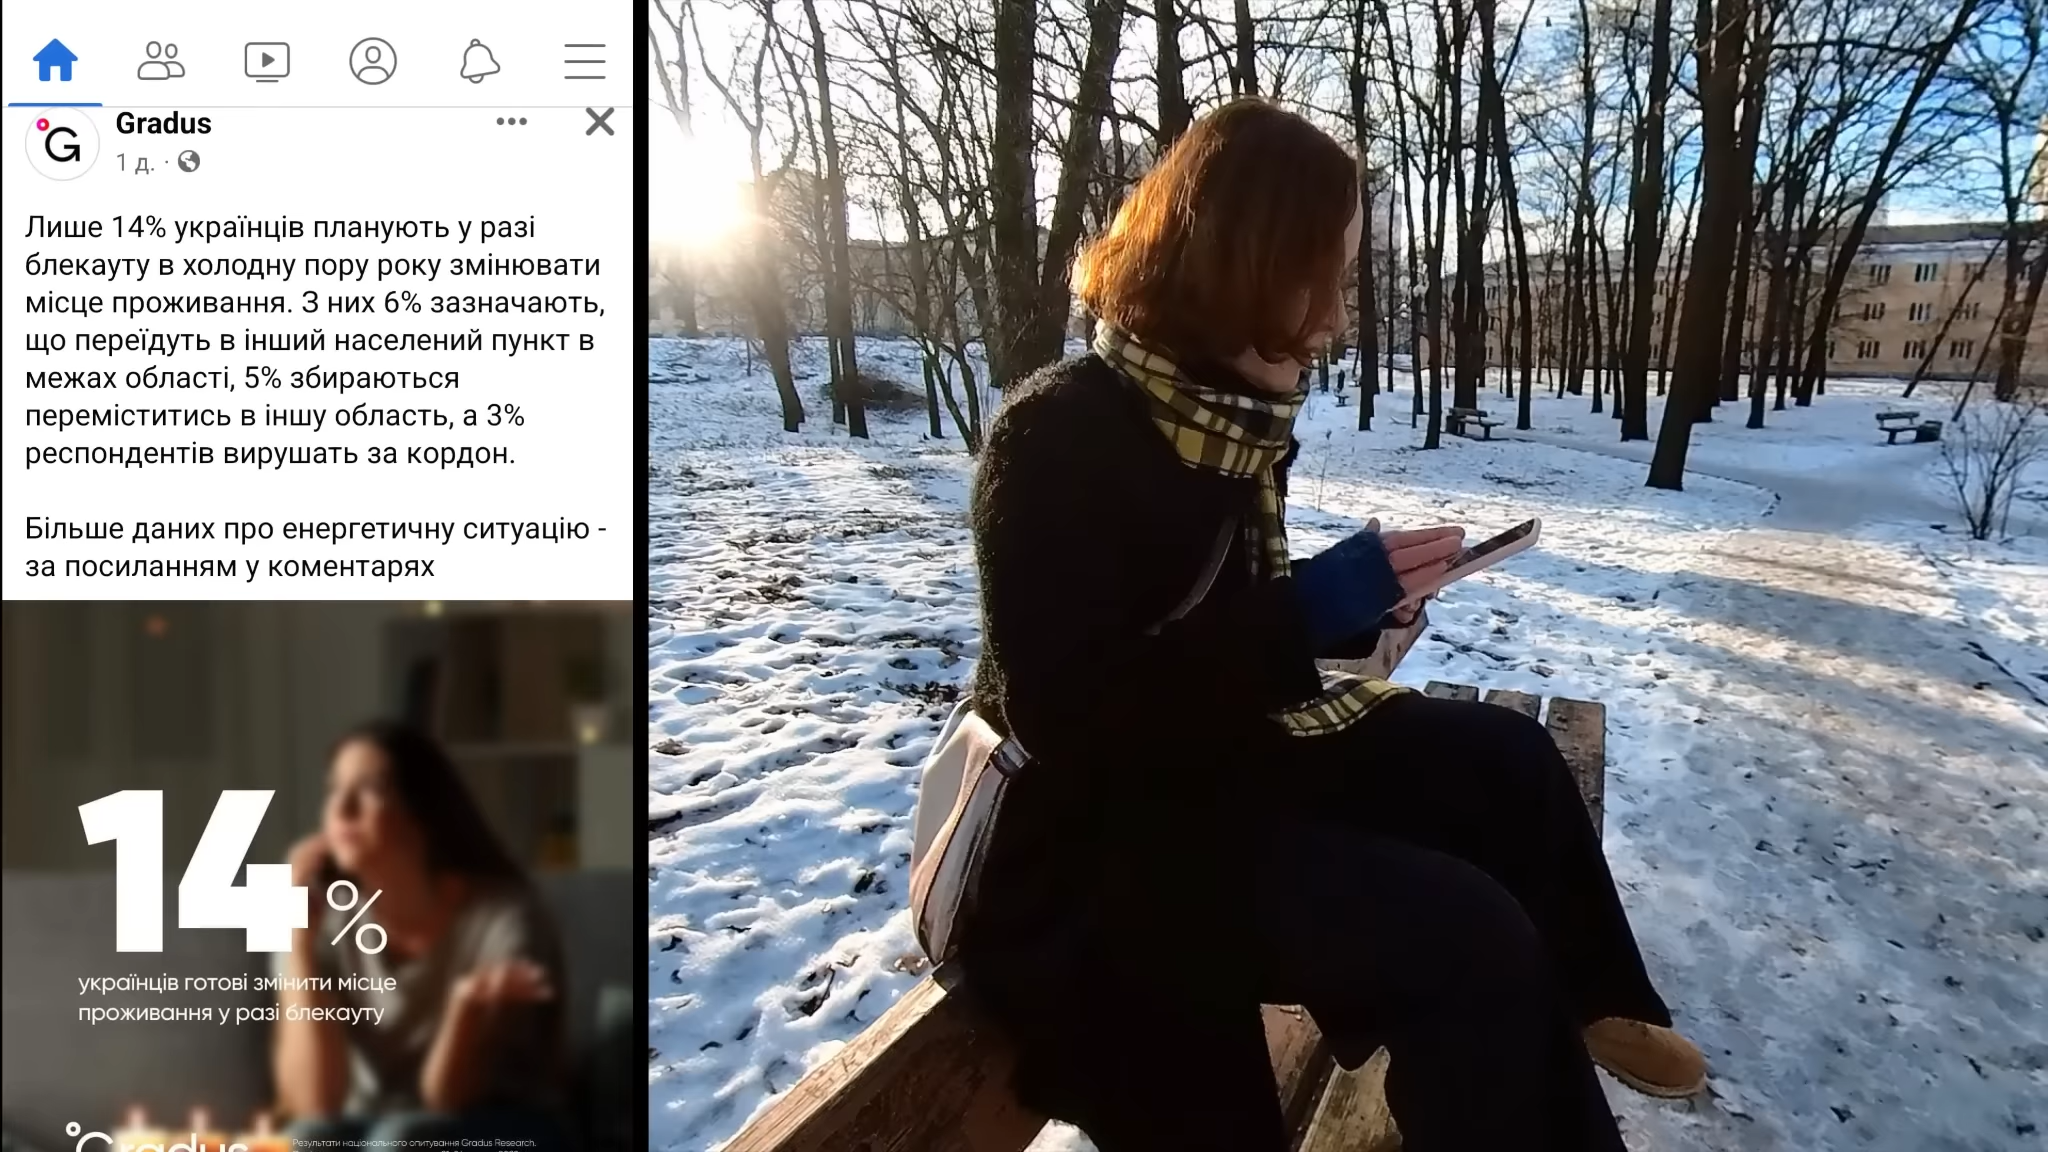 Gradus
1 д. ·
Лише 14% українців планують у разі
блекауту в холодну пору року змінювати
місце проживання. З них 6% зазначають,
що переїдуть в інший населений пункт в
межах області, 5% збираються
переміститись в іншу область, а 3%
респондентів вирушать за кордон.
Більше даних про енергетичну ситуацію -
за посиланням у коментарях
14%
українців готові змінити місце
проживання у разі блекауту
Gradus
Результати національного опитування Gradus Research.